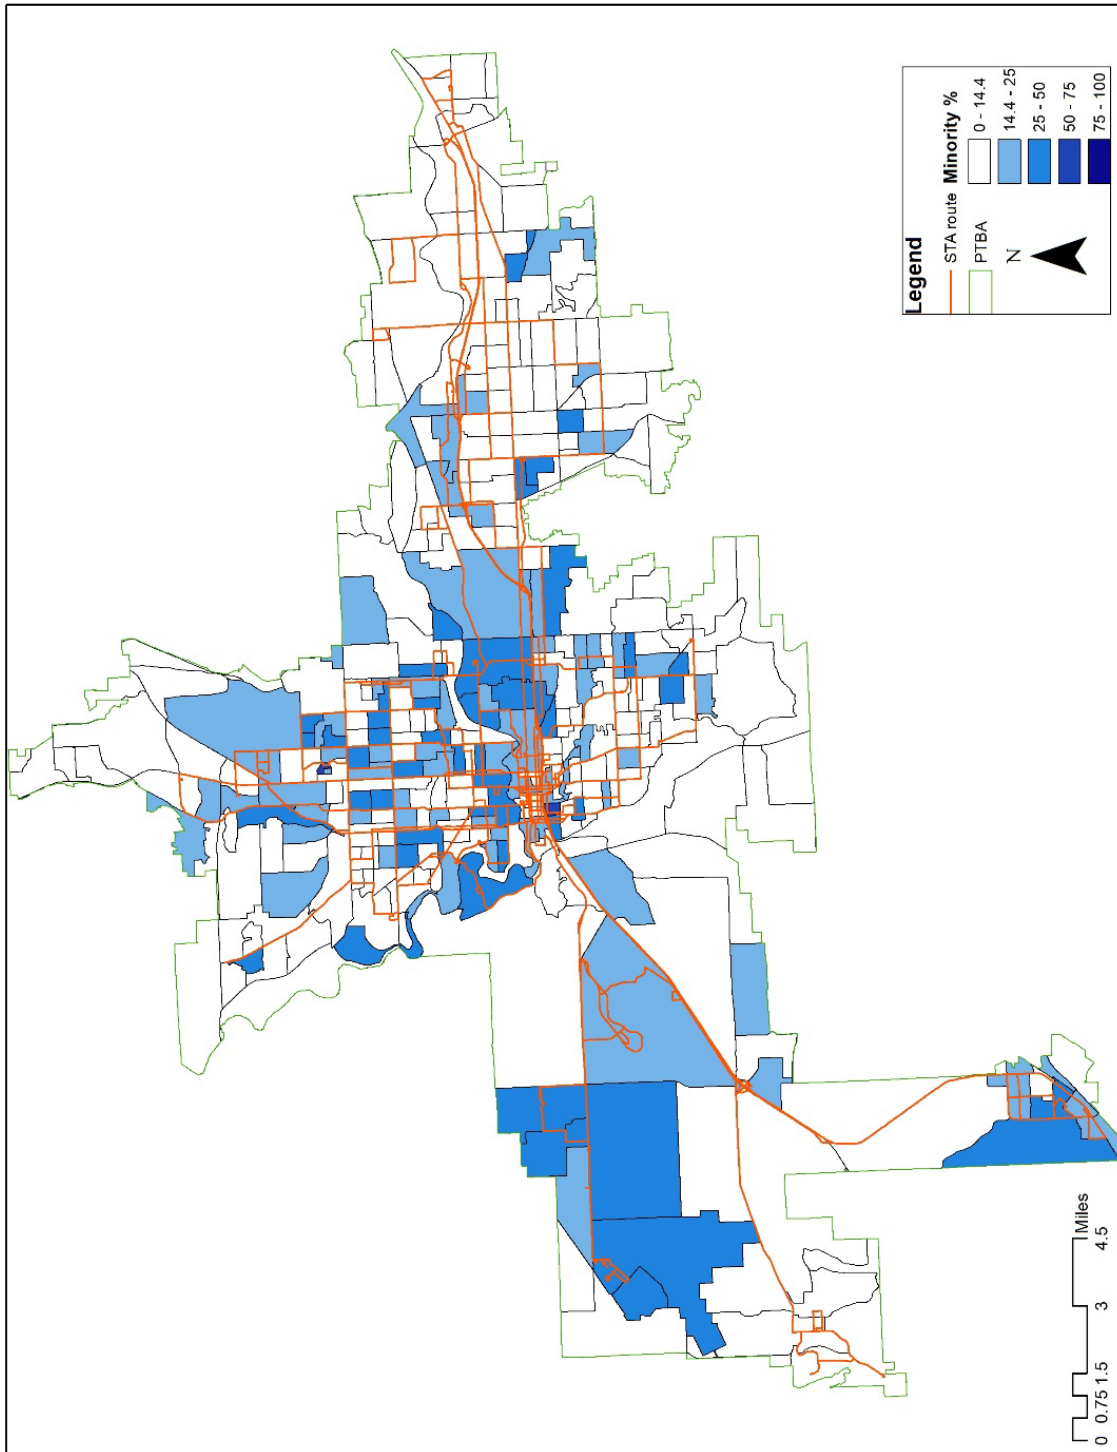 Legend
STA route
PTBA
N
Minority %
0 - 14.4
14.4 - 25
25 - 50
50 - 75
75 - 100
Miles
0 0.75 1.5 3 4.5